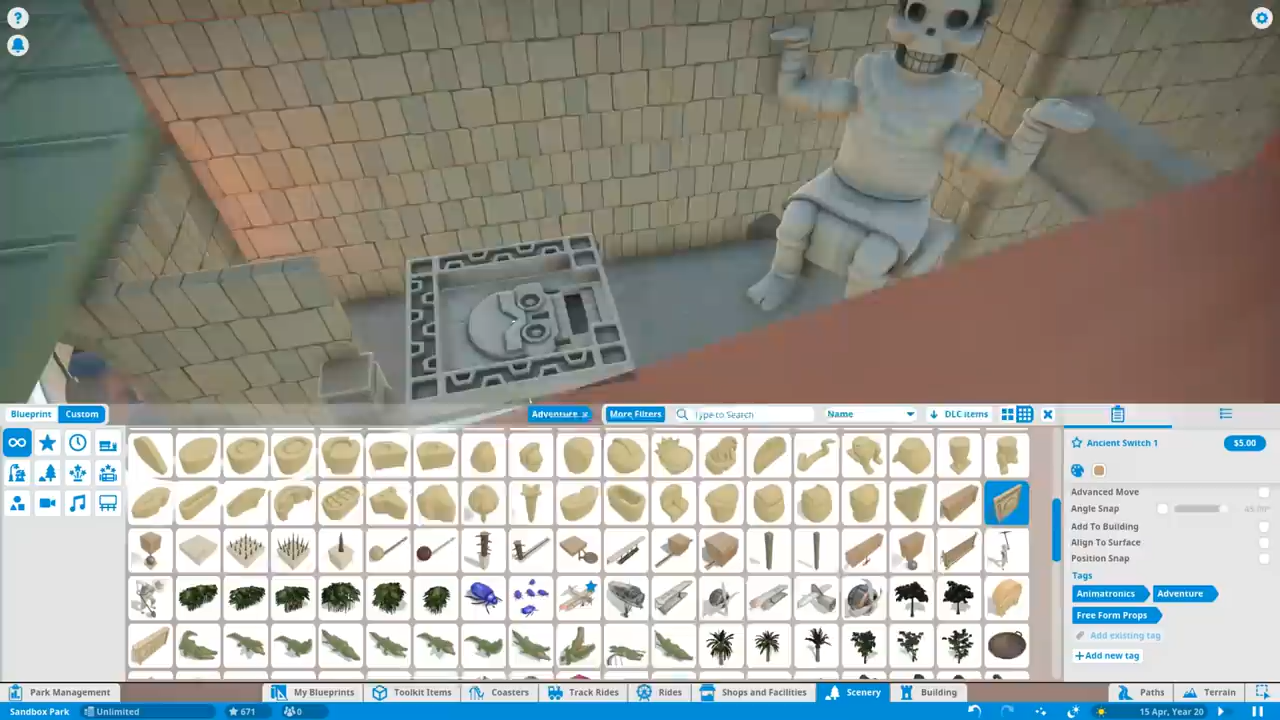 Blueprint Custom Adventure × More Filters Type to Search Name DLC items
Ancient Switch 1 $5.00
Advanced Move
Angle Snap 45.00°
Add To Building
Align To Surface
Position Snap
Tags
Animatronics Adventure
Free Form Props
Add existing tag
+Add new tag
Park Management My Blueprints Toolkit Items Coasters Track Rides Rides Shops and Facilities Scenery Building Paths Terrain
Sandbox Park Unlimited 671 0 15 Apr, Year 20